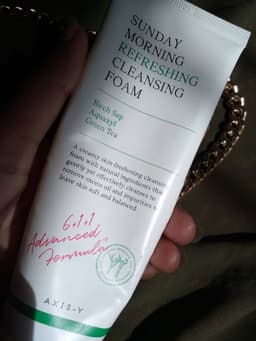 SUNDAY
MORNING
REFRESHING
CLEANSING
FOAM
Birch Sap
Aquaxyl
Green Tea
A creamy skin-freshening cleansing
foam with natural ingredients that
gently yet effectively cleanses to
remove excess oil and impurities &
leave skin soft and balanced.
6+1+1
Advanced
Formula
AXIS-Y